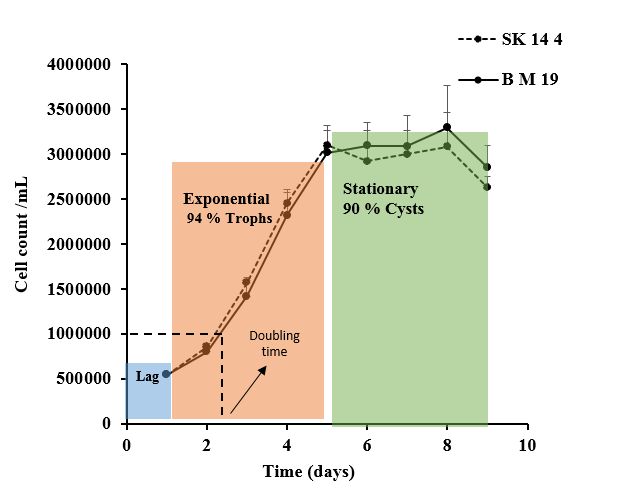 SK 14 4
B M 19
4000000
3500000
3000000
2500000
2000000
1500000
1000000
500000
0
Cell count /mL
Exponential
94 % Trophs
Stationary
90 % Cysts
Doubling
time
Lag
0 2 4 6 8 10
Time (days)